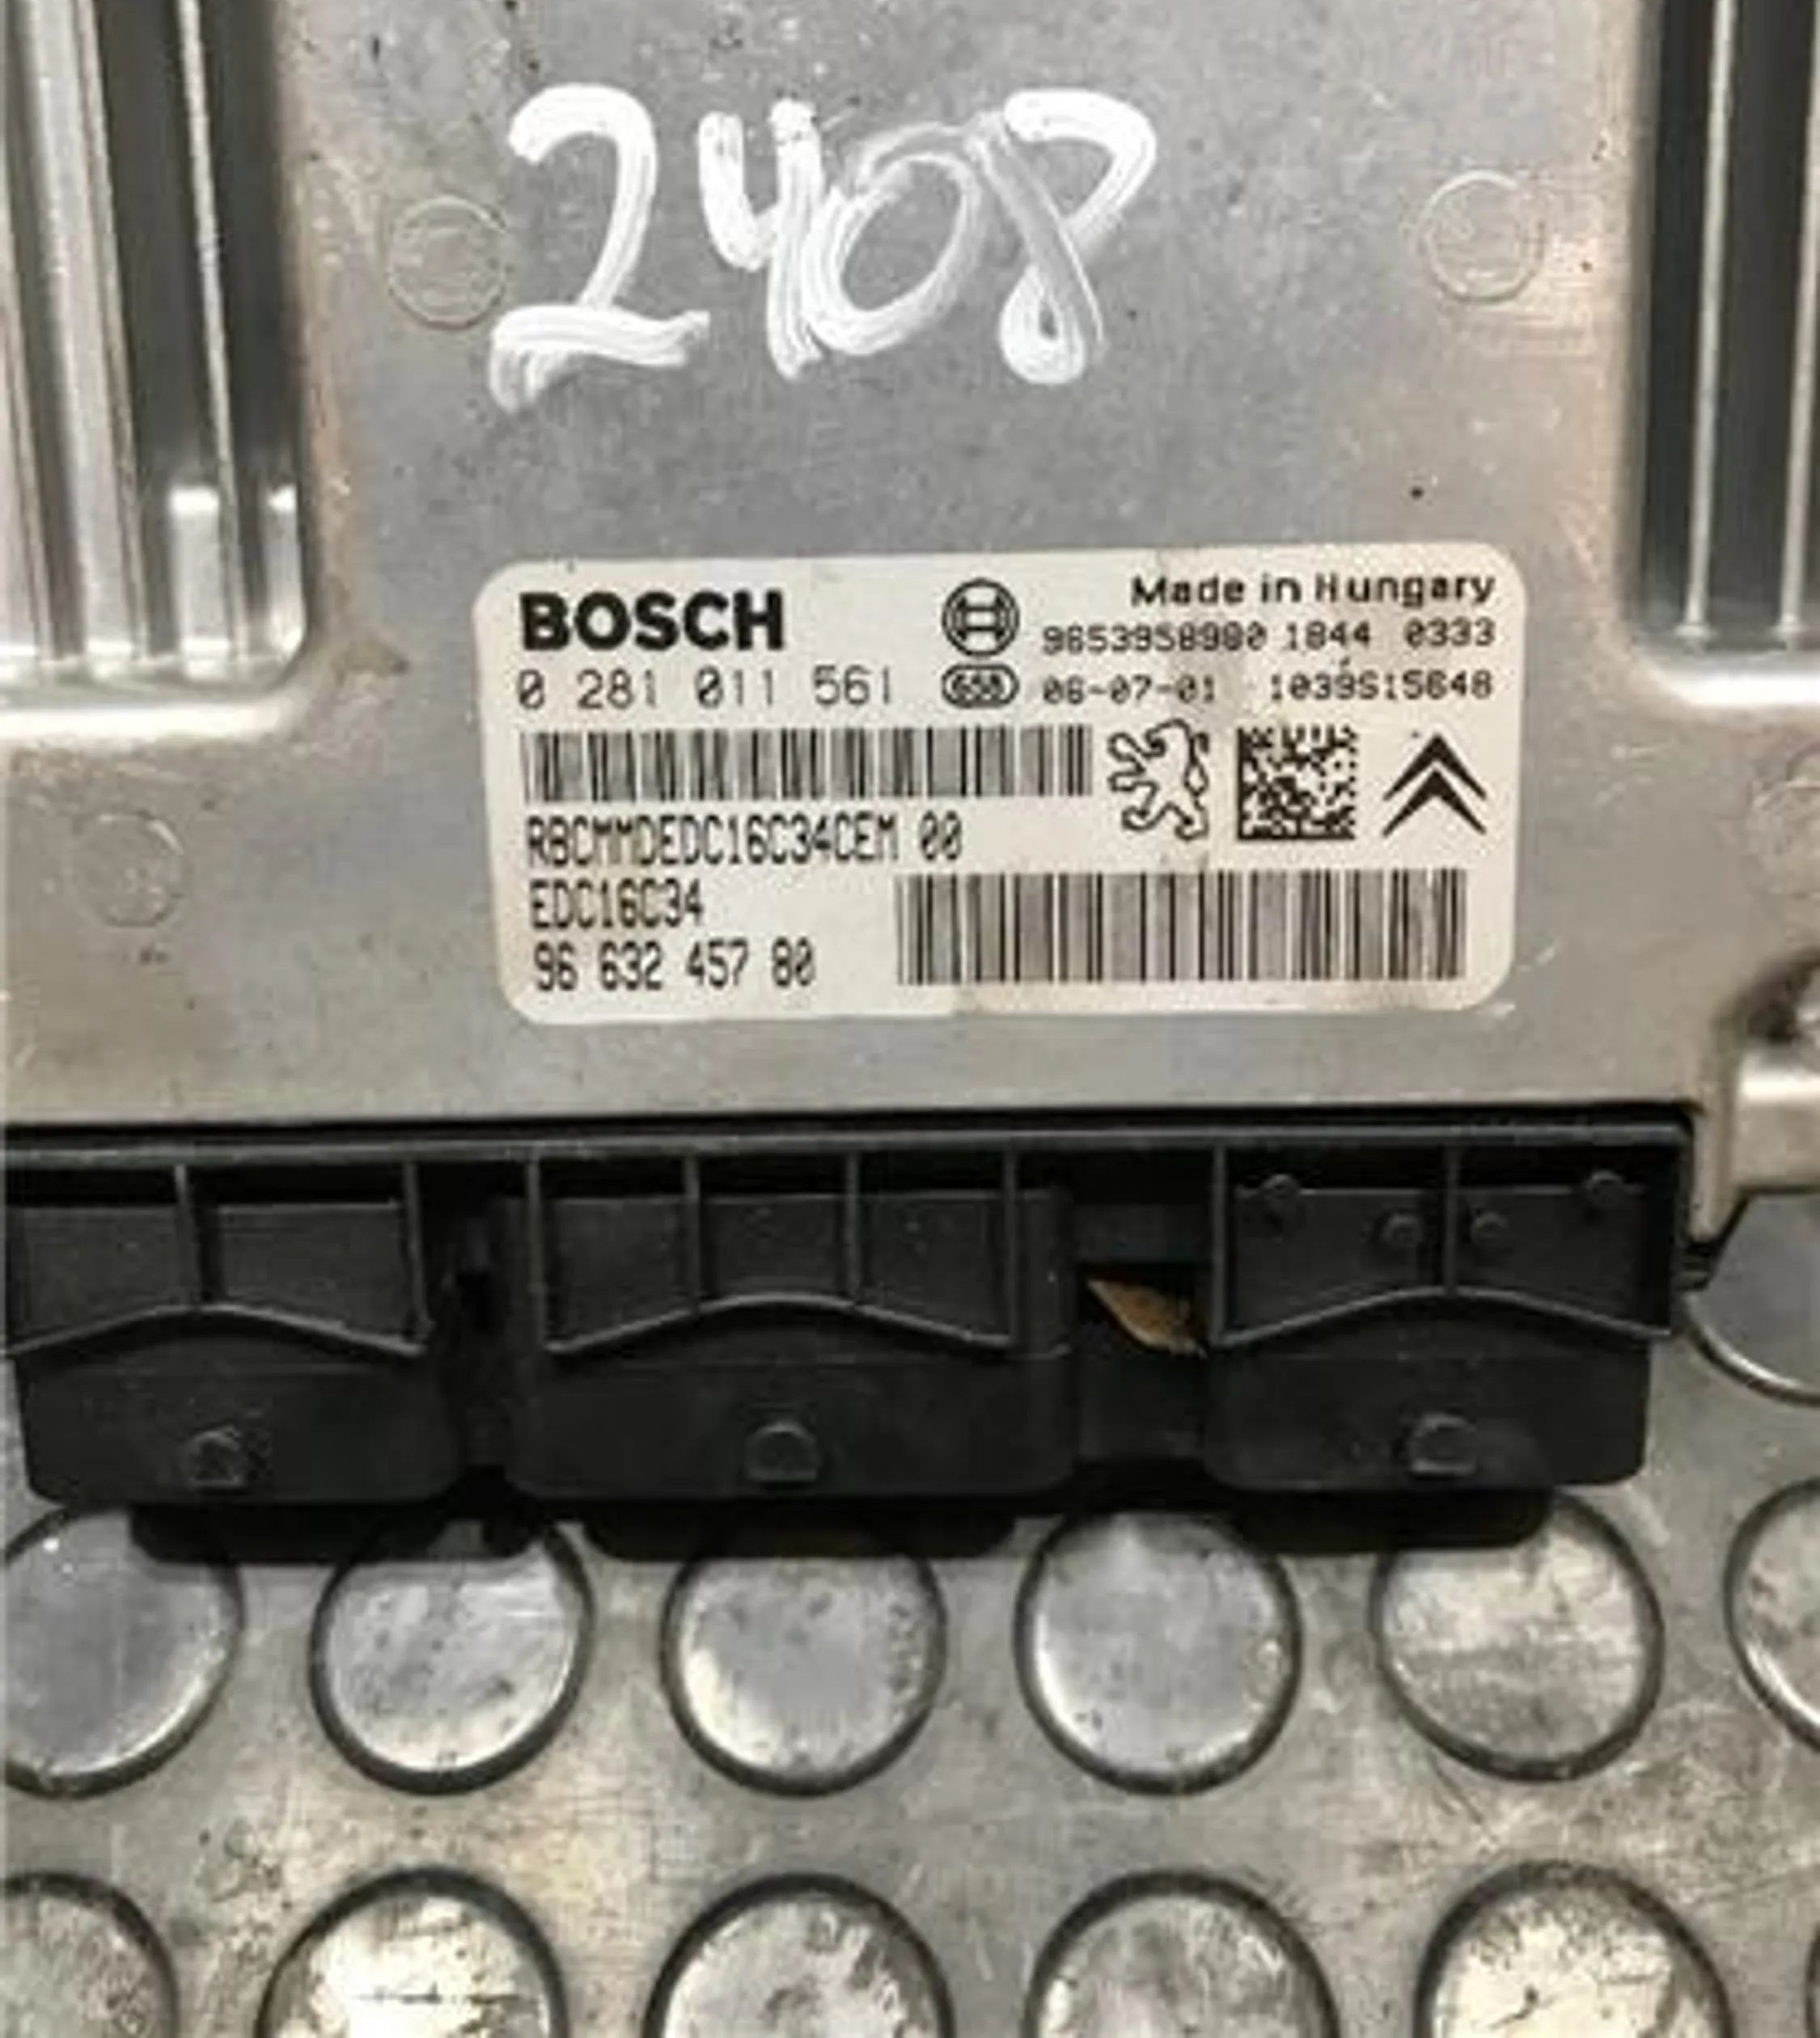 2408
BOSCH
Made in Hungary
9653958980 1844 0333
0 281 011 561
658 06-07-01 1039S15648
RBCMMDEDC16C34CEM 00
EDC16C34
96 632 457 80